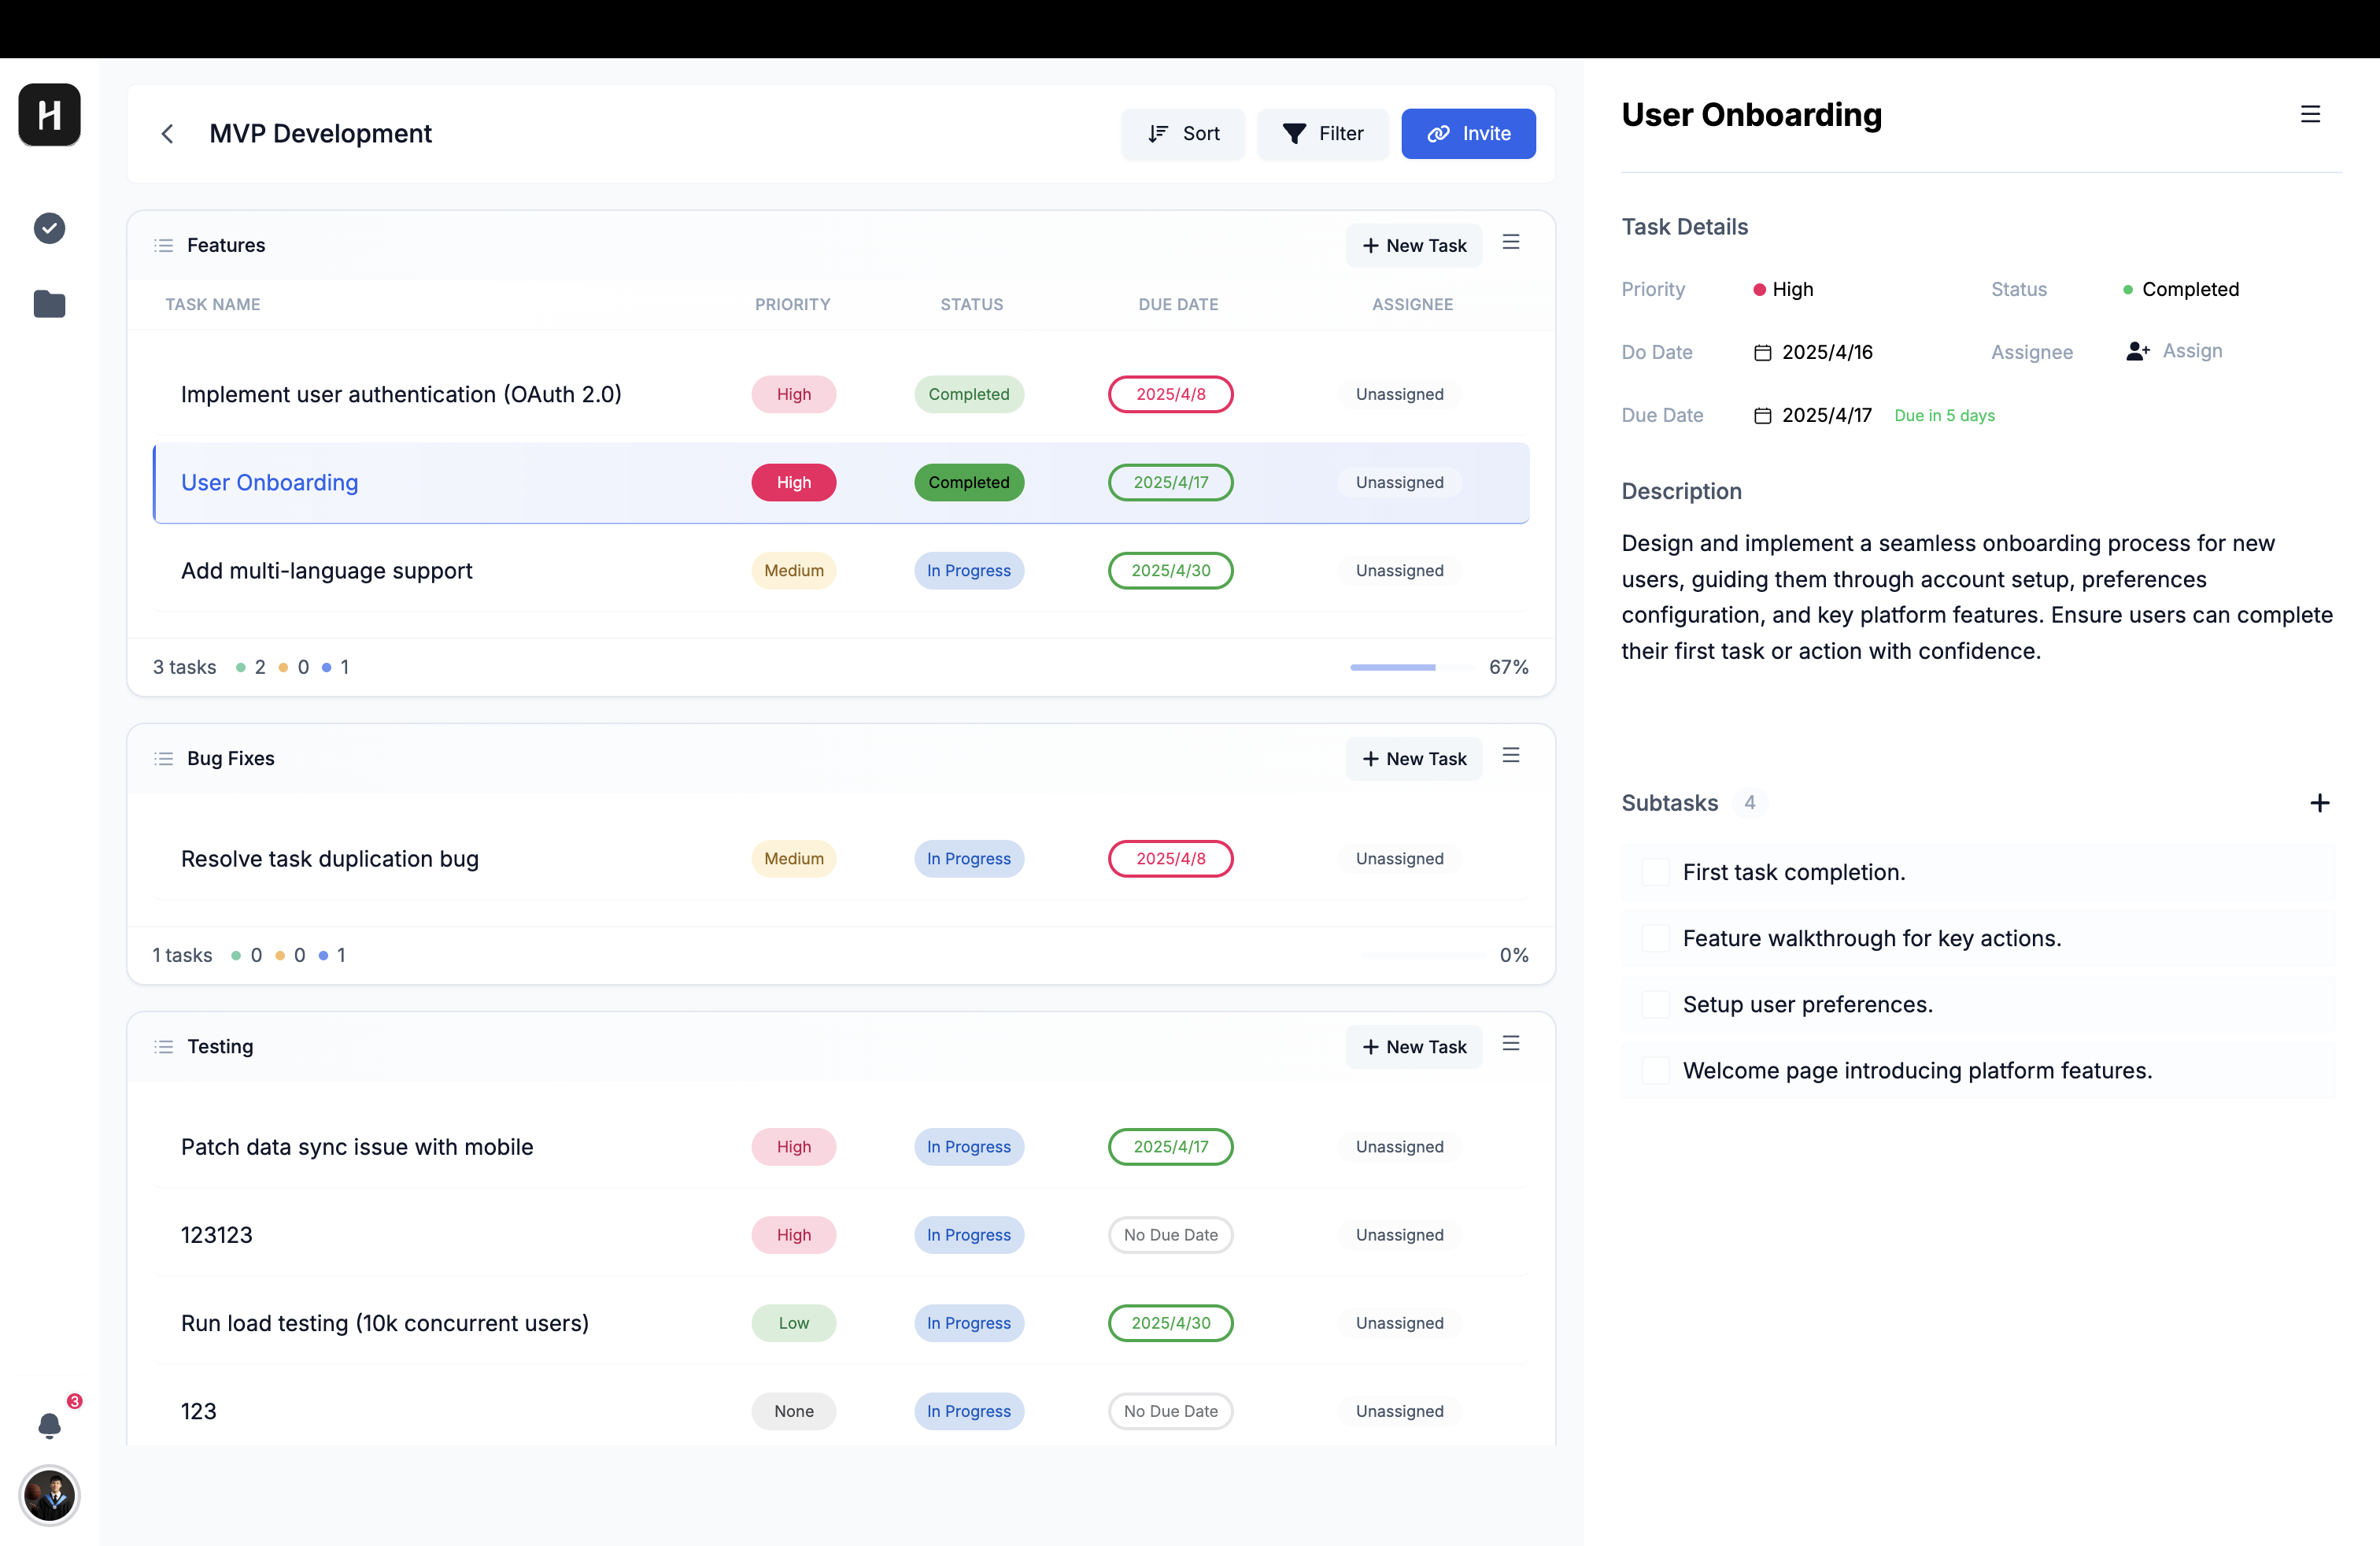 H
MVP Development
Sort
Filter
Invite
Features
+ New Task
TASK NAME PRIORITY STATUS DUE DATE ASSIGNEE
Implement user authentication (OAuth 2.0) High Completed 2025/4/8 Unassigned
User Onboarding High Completed 2025/4/17 Unassigned
Add multi-language support Medium In Progress 2025/4/30 Unassigned
3 tasks 2 0 1 67%
Bug Fixes
+ New Task
Resolve task duplication bug Medium In Progress 2025/4/8 Unassigned
1 tasks 0 0 1 0%
Testing
+ New Task
Patch data sync issue with mobile High In Progress 2025/4/17 Unassigned
123123 High In Progress No Due Date Unassigned
Run load testing (10k concurrent users) Low In Progress 2025/4/30 Unassigned
123 None In Progress No Due Date Unassigned
3
User Onboarding
Task Details
Priority High Status Completed
Do Date 2025/4/16 Assignee Assign
Due Date 2025/4/17 Due in 5 days
Description
Design and implement a seamless onboarding process for new
users, guiding them through account setup, preferences
configuration, and key platform features. Ensure users can complete
their first task or action with confidence.
Subtasks 4
First task completion.
Feature walkthrough for key actions.
Setup user preferences.
Welcome page introducing platform features.